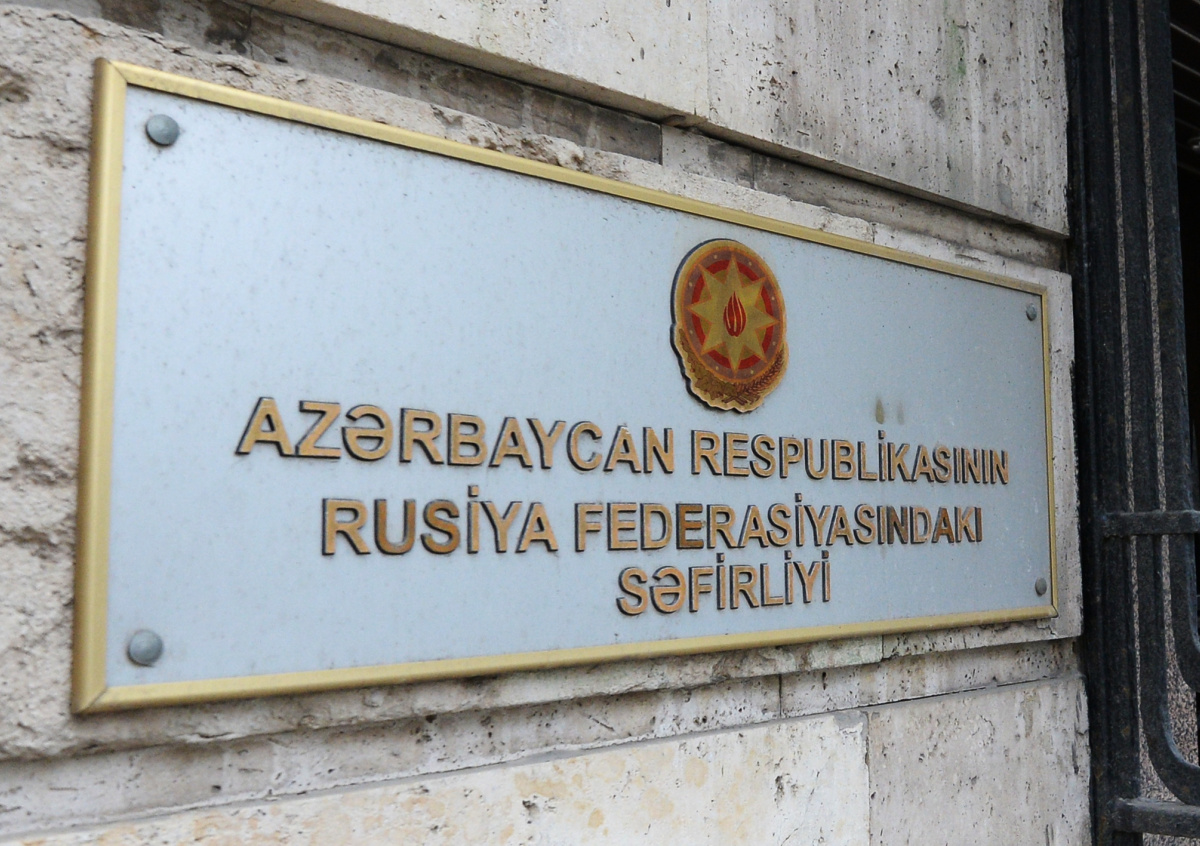 AZƏRBAYCAN RESPUBLİKASININ
RUSİYA FEDERASİYASINDAKI
SƏFİRLİYİ